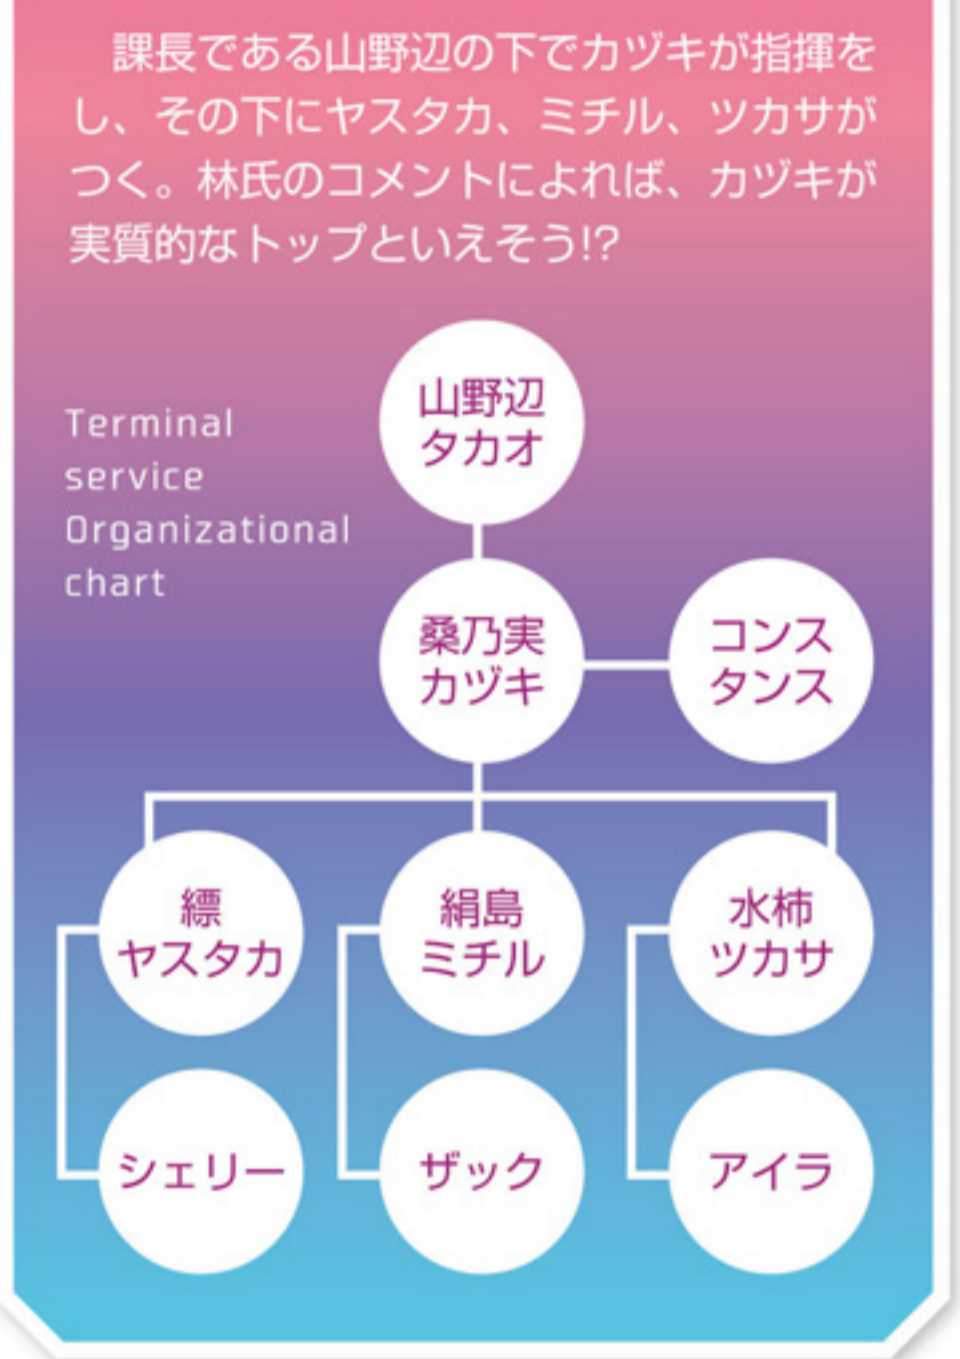 課長である山野辺の下でカヅキが指揮を
し、その下にヤスタカ、ミチル、ツカサが
つく。林氏のコメントによれば、カヅキが
実質的なトップといえそう!?
山野辺
タカオ
Terminal
service
Organizational
chart
桑乃実
カヅキ
コンス
タンス
縹
ヤスタカ
絹島
ミチル
水柿
ツカサ
シェリー
ザック
アイラ